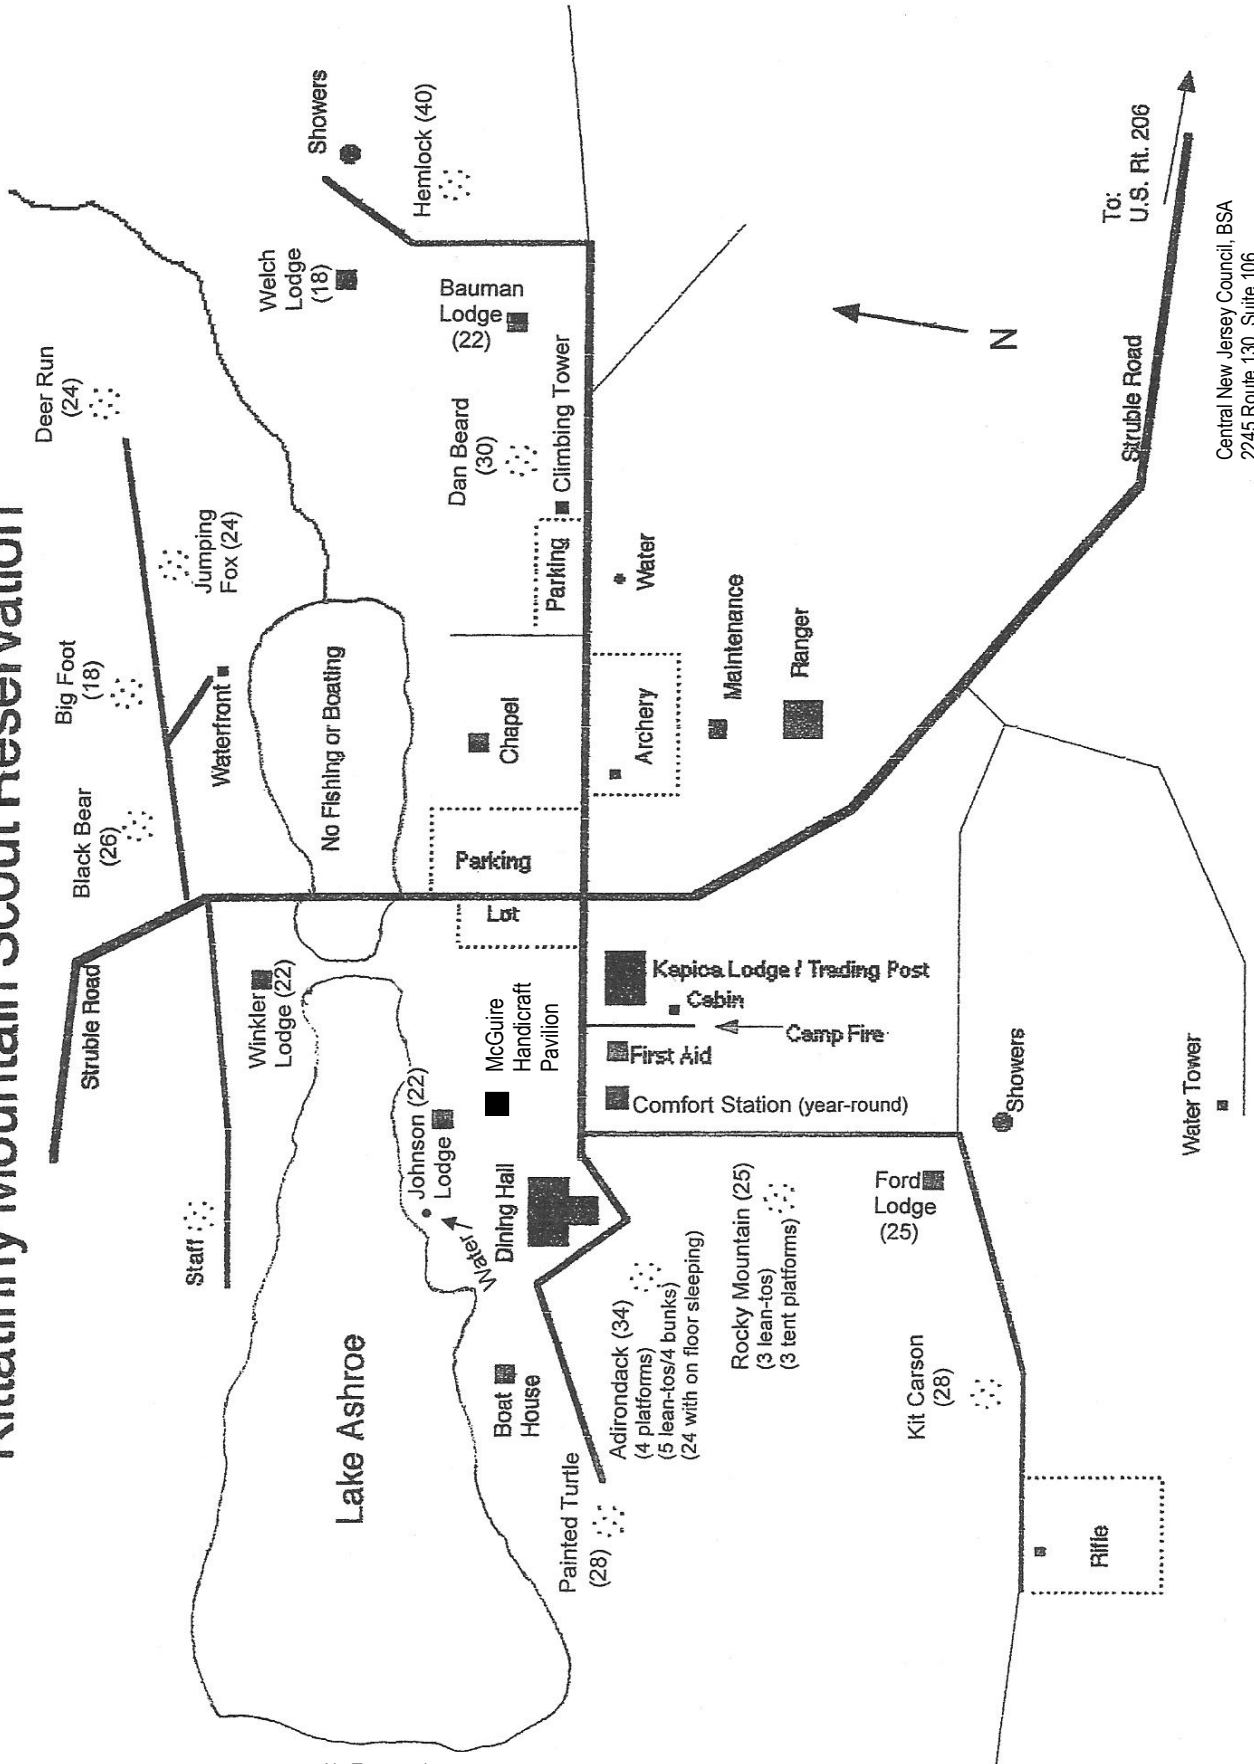 Kittatinny Mountain Scout Reservation
Deer Run
(24)
Big Foot
(18)
Black Bear
(26)
Jumping
Fox (24)
Waterfront
Struble Road
Staff
Winkler
Lodge (22)
Welch
Lodge
(18)
Showers
Hemlock (40)
Bauman
Lodge
(22)
Dan Beard
(30)
Climbing Tower
Parking
No Fishing or Boating
Chapel
Parking
Lot
Lake Ashroe
Johnson (22)
Lodge
Water
McGuire
Handicraft
Pavilion
Dining Hall
Boat
House
Painted Turtle
(28)
Adirondack (34)
(4 platforms)
(5 lean-tos/4 bunks)
(24 with on floor sleeping)
Rocky Mountain (25)
(3 lean-tos)
(3 tent platforms)
Kapica Lodge / Trading Post
Cabin
Camp Fire
First Aid
Comfort Station (year-round)
Archery
Water
Maintenance
Ranger
N
Struble Road
To:
U.S. Rt. 206
Ford
Lodge
(25)
Showers
Kit Carson
(28)
Rifle
Water Tower
Central New Jersey Council, BSA
2245 Route 130, Suite 106